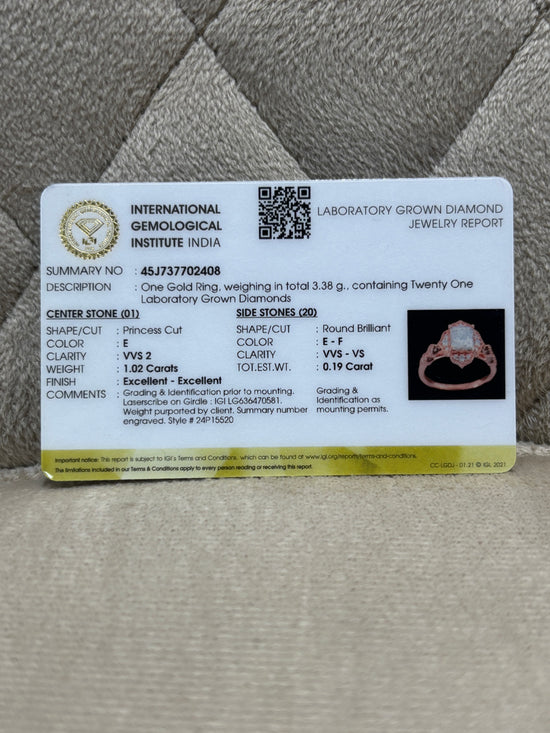 IGI
INTERNATIONAL
GEMOLOGICAL
INSTITUTE INDIA
LABORATORY GROWN DIAMOND
JEWELRY REPORT
SUMMARY NO : 45J737702408
DESCRIPTION : One Gold Ring, weighing in total 3.38 g., containing Twenty One
Laboratory Grown Diamonds
CENTER STONE (01)
SHAPE/CUT : Princess Cut
COLOR : E
CLARITY : VVS 2
WEIGHT : 1.02 Carats
FINISH : Excellent - Excellent
COMMENTS : Grading & Identification prior to mounting.
Laserscribe on Girdle : IGI LG636470581.
Weight purported by client. Summary number
engraved. Style # 24P15520
SIDE STONES (20)
SHAPE/CUT : Round Brilliant
COLOR : E - F
CLARITY : VVS - VS
TOT.EST.WT. : 0.19 Carat
Grading &
Identification as
mounting permits.
Important notice: This report is subject to IGI's Terms and Conditions, which can be found at www.igi.org/reports/terms-and-conditions.
The limitations included in our Terms & Conditions apply to every person reading or receiving this report.
CC-LGDJ - 01.21 © IGI, 2021